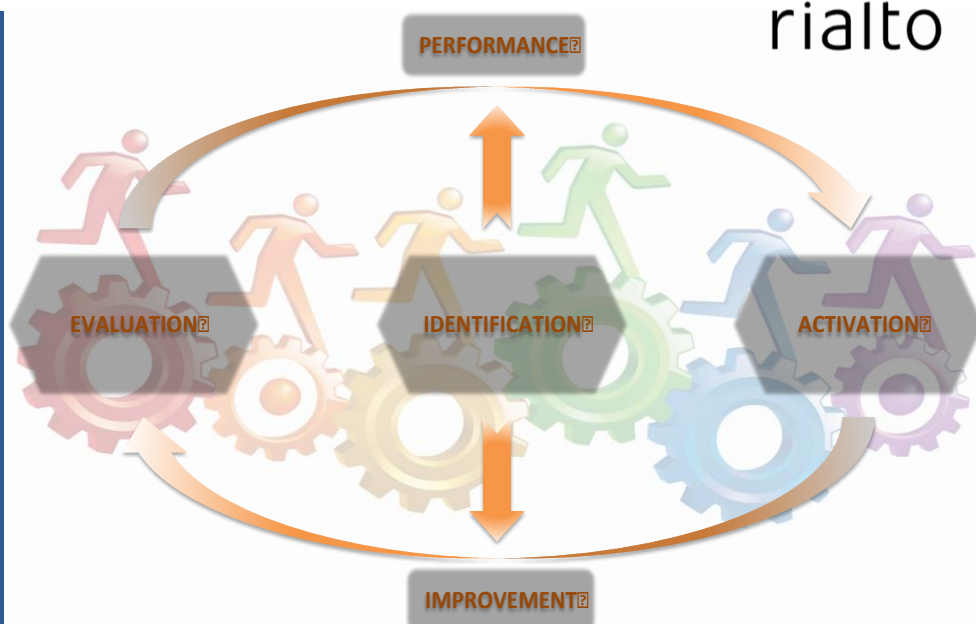 rialto
PERFORMANCE
EVALUATION
IDENTIFICATION
ACTIVATION
IMPROVEMENT